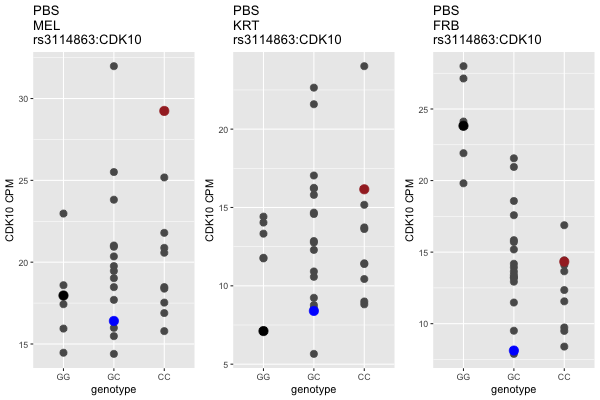 PBS
MEL
rs3114863:CDK10
CDK10 CPM
30
25
20
15
GG GC CC
genotype
PBS
KRT
rs3114863:CDK10
CDK10 CPM
20
15
10
5
GG GC CC
genotype
PBS
FRB
rs3114863:CDK10
CDK10 CPM
25
20
15
10
GG GC CC
genotype